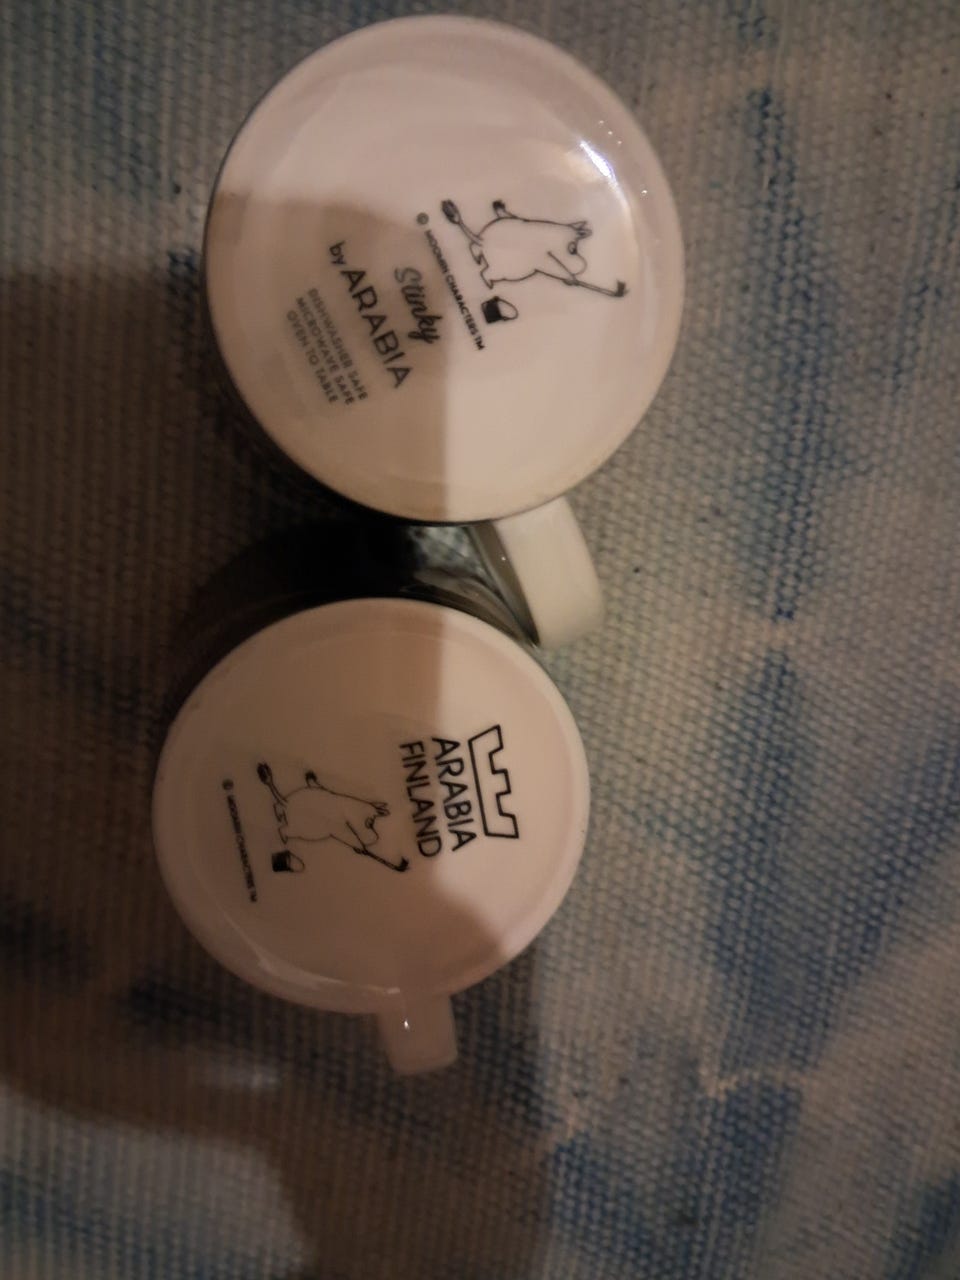 © MOOMIN CHARACTERS™
Stinky
by ARABIA
DISHWASHER SAFE
MICROWAVE SAFE
OVEN TO TABLE
ARABIA
FINLAND
© MOOMIN CHARACTERS™